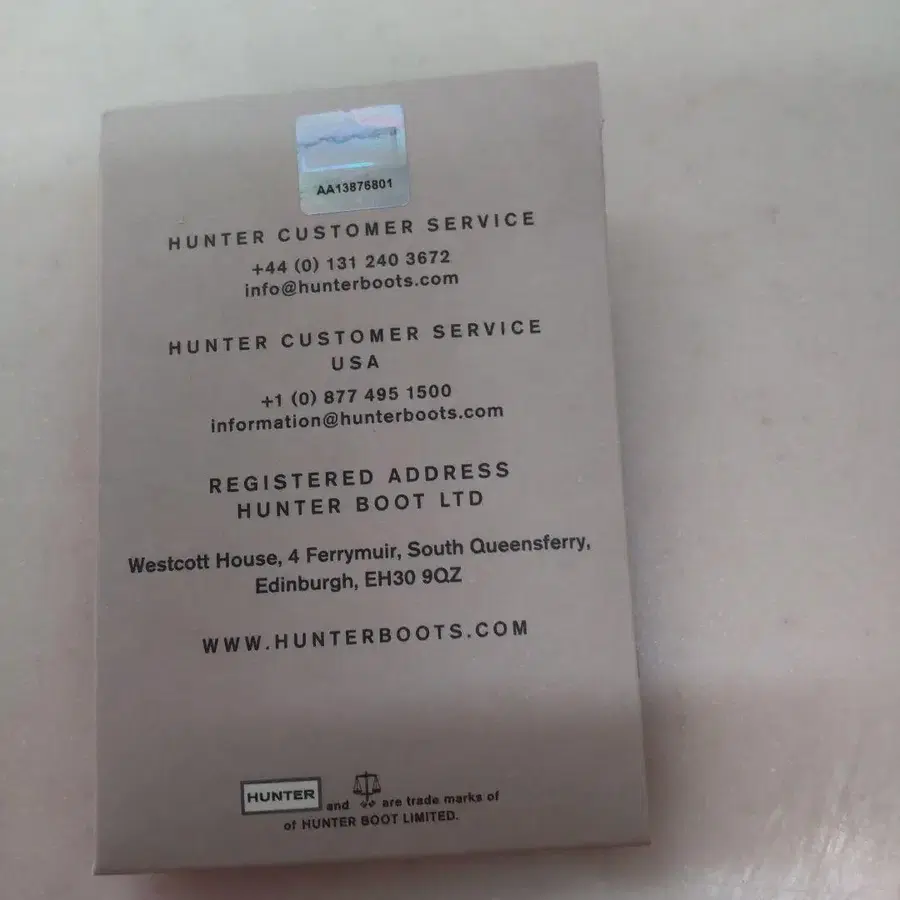 AA13876801
HUNTER CUSTOMER SERVICE
+44 (0) 131 240 3672
info@hunterboots.com
HUNTER CUSTOMER SERVICE
USA
+1 (0) 877 495 1500
information@hunterboots.com
REGISTERED ADDRESS
HUNTER BOOT LTD
Westcott House, 4 Ferrymuir, South Queensferry,
Edinburgh, EH30 9QZ
WWW.HUNTERBOOTS.COM
HUNTER and are trade marks of
of HUNTER BOOT LIMITED.